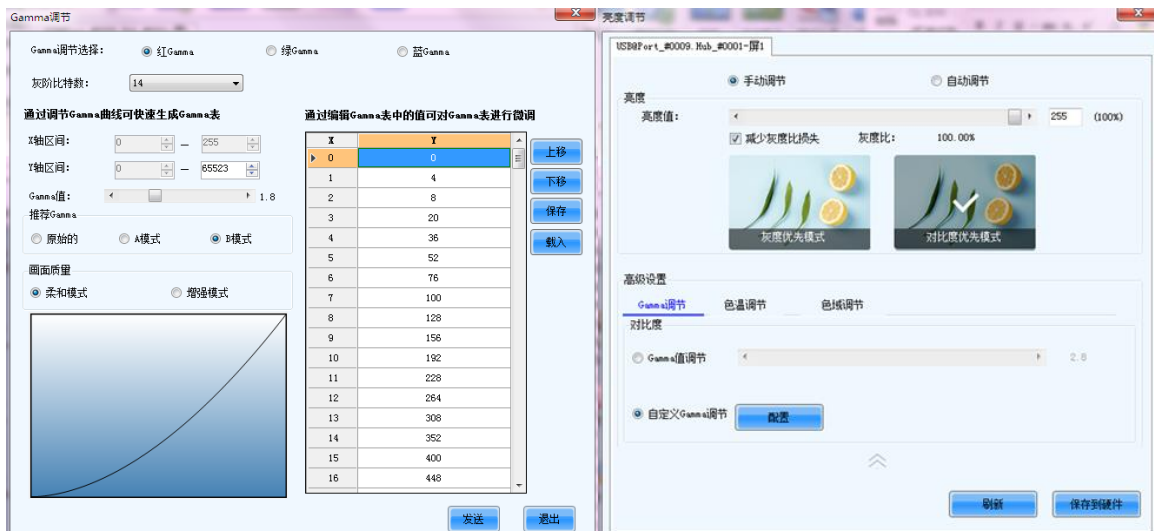 Gamma调节
Gamma调节选择:
红Gamma
绿Gamma
蓝Gamma
灰阶比特数:
14
通过调节Gamma曲线可快速生成Gamma表
X轴区间:
0
—
255
Y轴区间:
0
—
65523
Gamma值:
1.8
推荐Gamma
原始的
A模式
B模式
画面质量
柔和模式
增强模式
通过编辑Gamma表中的值可对Gamma表进行微调
X Y
0 0
1 4
2 8
3 20
4 36
5 52
6 76
7 100
8 128
9 156
10 192
11 228
12 264
13 308
14 352
15 400
16 448
上移
下移
保存
载入
发送
退出
亮度调节
USB@Port_#0009.Hub_#0001-屏1
手动调节
自动调节
亮度
亮度值:
255
(100%)
减少灰度比损失
灰度比:
100.00%
灰度优先模式
对比度优先模式
高级设置
Gamma调节
色温调节
色域调节
对比度
Gamma值调节
2.8
自定义Gamma调节
配置
刷新
保存到硬件